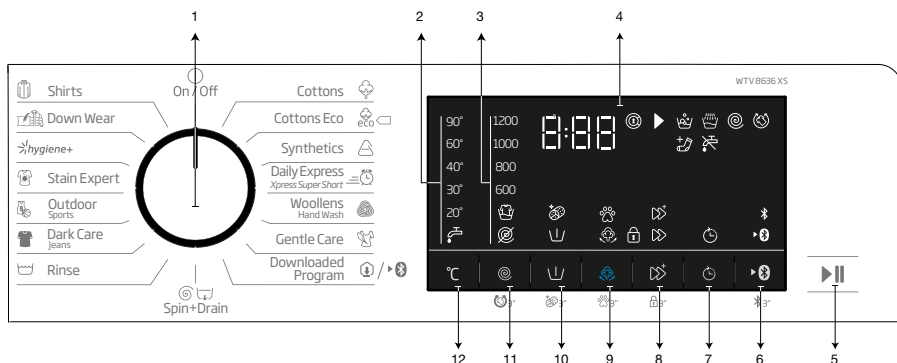 1
2
3
4
WTV 8636 XS
On / Off
Shirts
Down Wear
hygiene+
Stain Expert
Outdoor
Sports
Dark Care
Jeans
Rinse
Spin+Drain
Cottons
Cottons Eco
eco
Synthetics
Daily Express
Xpress Super Short
Woollens
Hand Wash
Gentle Care
Downloaded
Program
/
90°
60°
40°
30°
20°
1200
1000
800
600
8:88
°C
3"
3"
3"
3"
3"
12
11
10
9
8
7
6
5